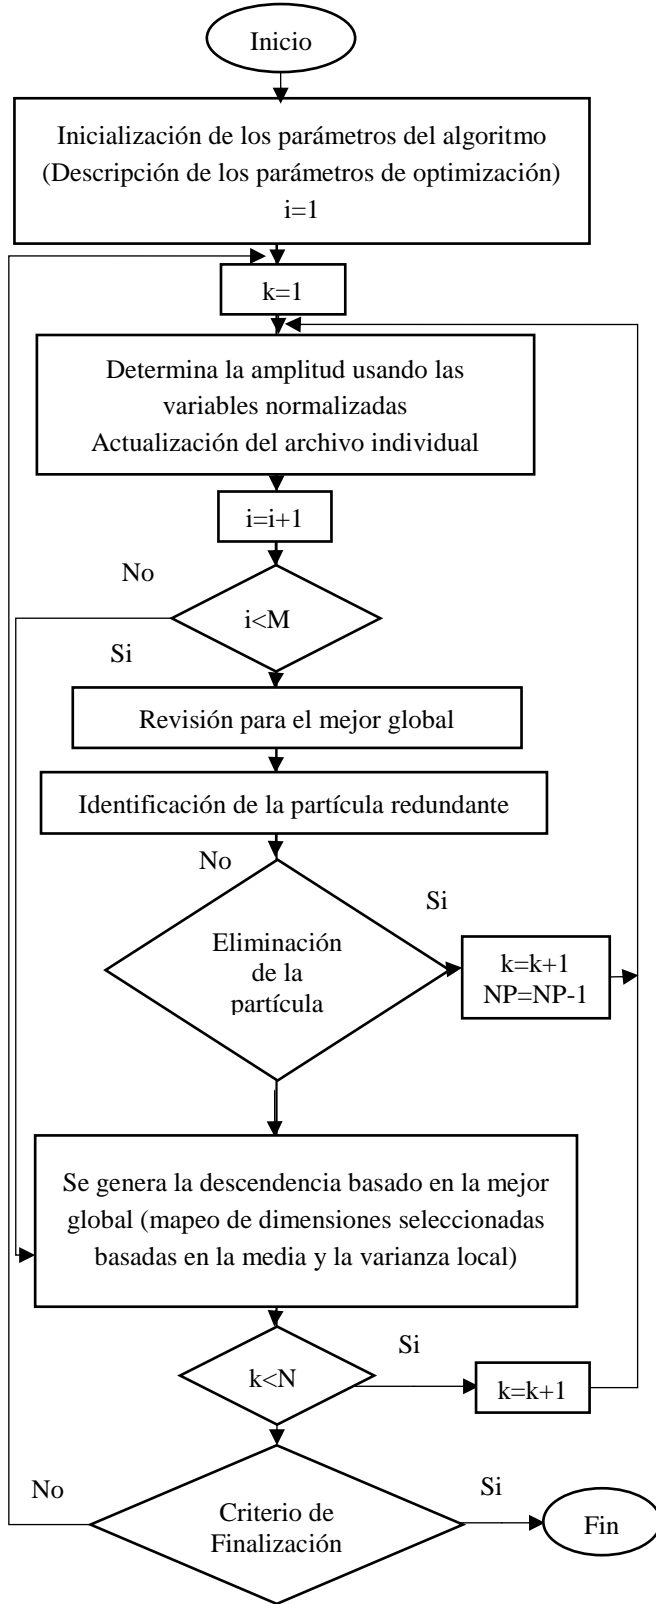 Inicio
Inicialización de los parámetros del algoritmo
(Descripción de los parámetros de optimización)
i=1
k=1
Determina la amplitud usando las
variables normalizadas
Actualización del archivo individual
i=i+1
No
i<M
Si
Revisión para el mejor global
Identificación de la partícula redundante
No
Si
Eliminación
de la
partícula
k=k+1
NP=NP-1
Se genera la descendencia basado en la mejor
global (mapeo de dimensiones seleccionadas
basadas en la media y la varianza local)
Si
k<N
k=k+1
No
Si
Criterio de
Finalización
Fin